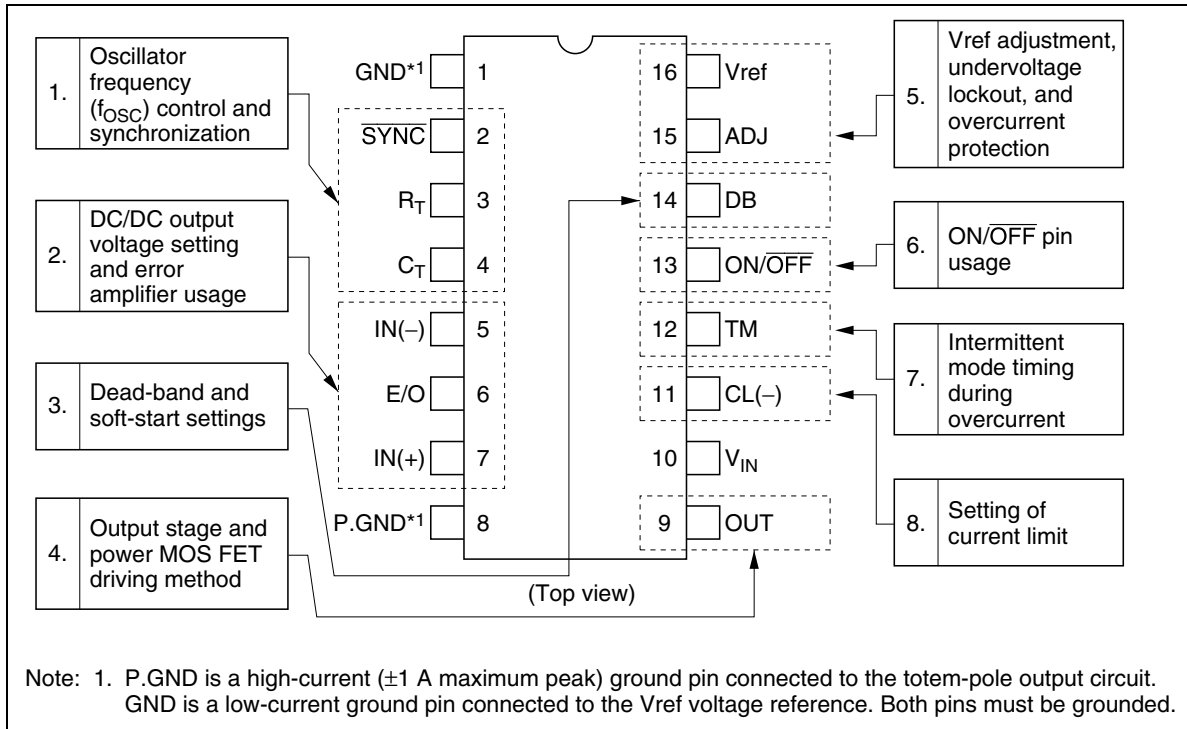 1.
Oscillator
frequency
(fOSC) control and
synchronization
2.
DC/DC output
voltage setting
and error
amplifier usage
3.
Dead-band and
soft-start settings
4.
Output stage and
power MOS FET
driving method
GND*1 1
S̅Y̅N̅C̅ 2
RT 3
CT 4
IN(−) 5
E/O 6
IN(+) 7
P.GND*1 8
16 Vref
15 ADJ
14 DB
13 ON/O̅F̅F̅
12 TM
11 CL(−)
10 VIN
9 OUT
(Top view)
5.
Vref adjustment,
undervoltage
lockout, and
overcurrent
protection
6.
ON/O̅F̅F̅ pin
usage
7.
Intermittent
mode timing
during
overcurrent
8.
Setting of
current limit
Note: 1. P.GND is a high-current (±1 A maximum peak) ground pin connected to the totem-pole output circuit.
GND is a low-current ground pin connected to the Vref voltage reference. Both pins must be grounded.